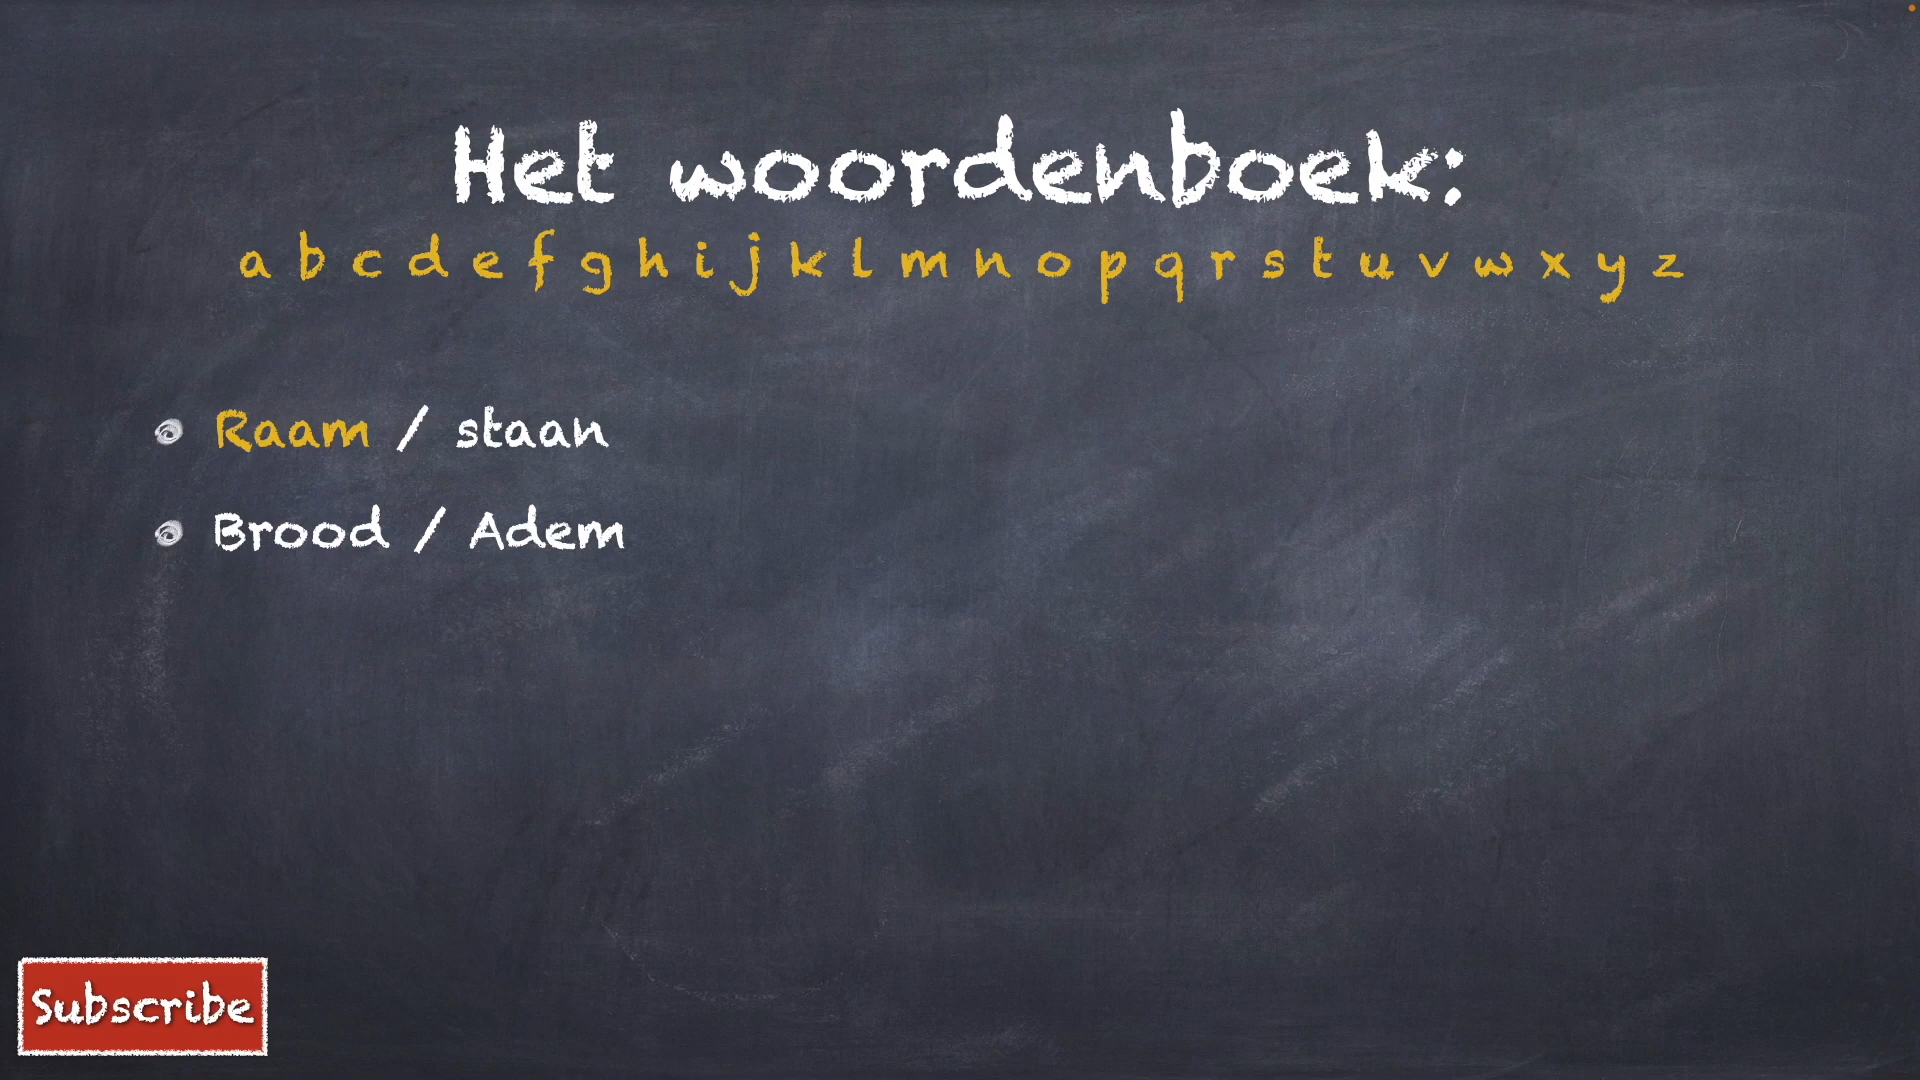 Het woordenboek:
a b c d e f g h i j k l m n o p q r s t u v w x y z
Raam / staan
Brood / Adem
Subscribe